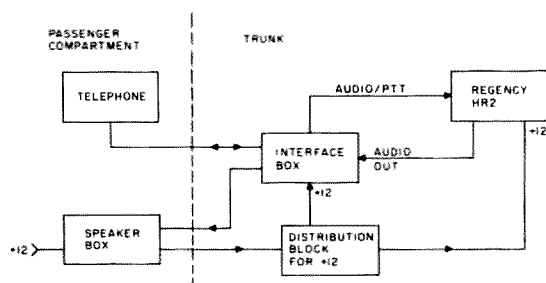 PASSENGER
COMPARTMENT
TRUNK
TELEPHONE
AUDIO/PTT
REGENCY
HR2
+12
INTERFACE
BOX
AUDIO
OUT
+12
SPEAKER
BOX
+12
DISTRIBUTION
BLOCK
FOR +12